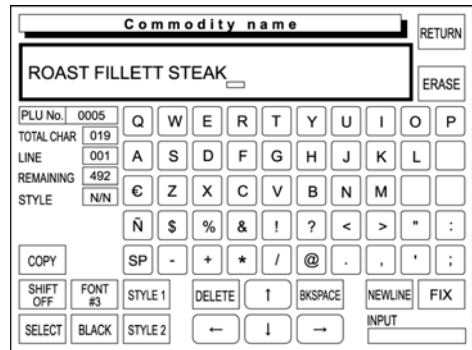 Commodity name
RETURN
ROAST FILLETT STEAK
ERASE
PLU No. 0005
TOTAL CHAR 019
LINE 001
REMAINING 492
STYLE N/N
Q W E R T Y U I O P
A S D F G H J K L
€ Z X C V B N M
Ñ $ % & ! ? < > " :
COPY SP - + * / @ . , ' ;
SHIFT OFF FONT #3 STYLE 1 DELETE ↑ BKSPACE NEWLINE FIX
SELECT BLACK STYLE 2 ← ↓ → INPUT